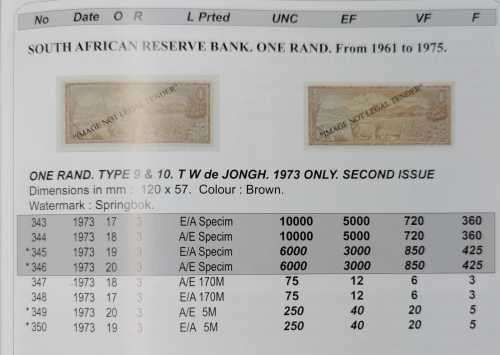 No Date O R L Prted UNC EF VF F
SOUTH AFRICAN RESERVE BANK. ONE RAND. From 1961 to 1975.
"IMAGE NOT LEGAL TENDER" "IMAGE NOT LEGAL TENDER"
ONE RAND. TYPE 9 & 10. T W de JONGH. 1973 ONLY. SECOND ISSUE
Dimensions in mm : 120 x 57. Colour : Brown.
Watermark : Springbok.
343 1973 17 3 E/A Specim 10000 5000 720 360
344 1973 18 3 A/E Specim 10000 5000 720 360
*345 1973 19 3 E/A Specim 6000 3000 850 425
*346 1973 20 3 A/E Specim 6000 3000 850 425
347 1973 18 3 A/E 170M 75 12 6 3
348 1973 17 3 E/A 170M 75 12 6 3
*349 1973 20 3 A/E 5M 250 40 20 5
*350 1973 19 3 E/A 5M 250 40 20 5